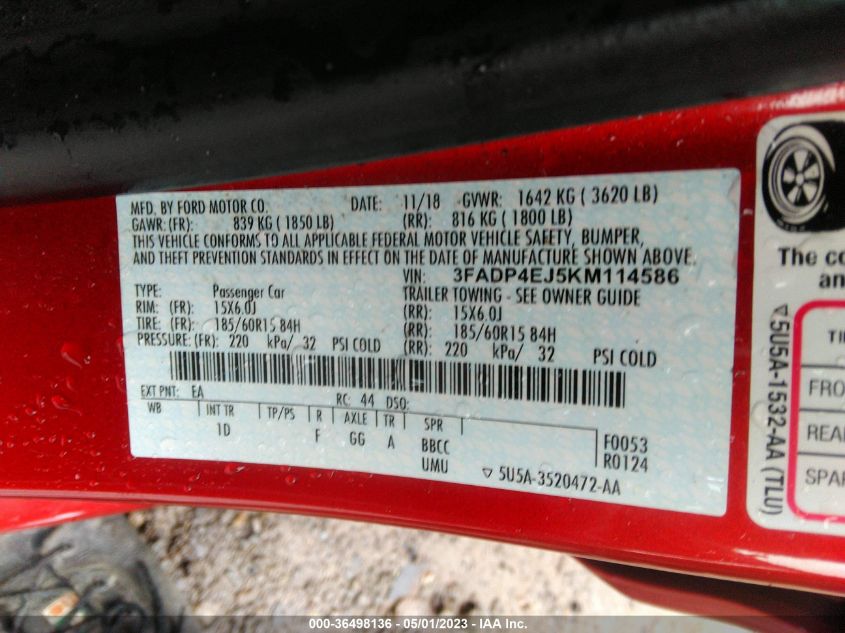 MFD. BY FORD MOTOR CO. DATE: 11/18 GVWR: 1642 KG ( 3620 LB)
GAWR: (FR): 839 KG ( 1850 LB) (RR): 816 KG ( 1800 LB)
THIS VEHICLE CONFORMS TO ALL APPLICABLE FEDERAL MOTOR VEHICLE SAFETY, BUMPER,
AND THEFT PREVENTION STANDARDS IN EFFECT ON THE DATE OF MANUFACTURE SHOWN ABOVE.
VIN: 3FADP4EJ5KM114586
TYPE: Passenger Car TRAILER TOWING - SEE OWNER GUIDE
RIM: (FR): 15X6.0J (RR): 15X6.0J
TIRE: (FR): 185/60R15 84H (RR): 185/60R15 84H
PRESSURE: (FR): 220 kPa/ 32 PSI COLD (RR): 220 kPa/ 32 PSI COLD
EXT PNT: EA RC: 44 DSO:
WB INT TR TP/PS R AXLE TR SPR
1D F GG A BBCC F0053
UMU R0124
▽ 5U5A-3520472-AA
The co
an
▽5U5A-1532-AA (TLU)
TI
FRO
REA
SPAR
000-36498136 - 05/01/2023 - IAA Inc.